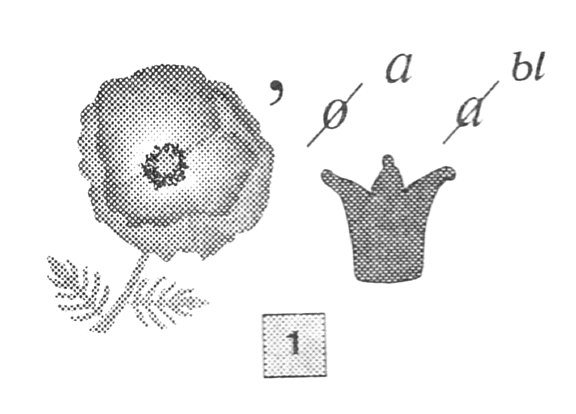 , о а а ы
1